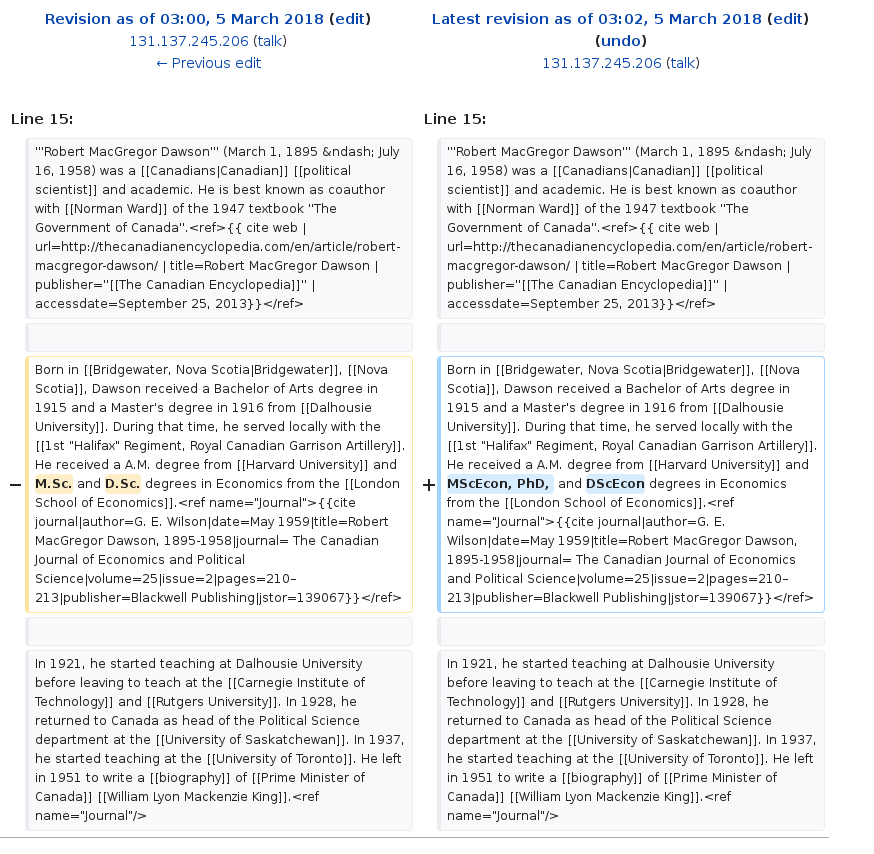 Revision as of 03:00, 5 March 2018 (edit)
131.137.245.206 (talk)
← Previous edit
Latest revision as of 03:02, 5 March 2018 (edit)
(undo)
131.137.245.206 (talk)
Line 15:
Line 15:
'''Robert MacGregor Dawson''' (March 1, 1895 &ndash; July
16, 1958) was a [[Canadians|Canadian]] [[political
scientist]] and academic. He is best known as coauthor
with [[Norman Ward]] of the 1947 textbook ''The
Government of Canada''.<ref>{{ cite web |
url=http://thecanadianencyclopedia.com/en/article/robert-
macgregor-dawson/ | title=Robert MacGregor Dawson |
publisher=''[[The Canadian Encyclopedia]]'' |
accessdate=September 25, 2013}}</ref>
'''Robert MacGregor Dawson''' (March 1, 1895 &ndash; July
16, 1958) was a [[Canadians|Canadian]] [[political
scientist]] and academic. He is best known as coauthor
with [[Norman Ward]] of the 1947 textbook ''The
Government of Canada''.<ref>{{ cite web |
url=http://thecanadianencyclopedia.com/en/article/robert-
macgregor-dawson/ | title=Robert MacGregor Dawson |
publisher=''[[The Canadian Encyclopedia]]'' |
accessdate=September 25, 2013}}</ref>
−
Born in [[Bridgewater, Nova Scotia|Bridgewater]], [[Nova
Scotia]], Dawson received a Bachelor of Arts degree in
1915 and a Master's degree in 1916 from [[Dalhousie
University]]. During that time, he served locally with the
[[1st "Halifax" Regiment, Royal Canadian Garrison Artillery]].
He received a A.M. degree from [[Harvard University]] and
M.Sc. and D.Sc. degrees in Economics from the [[London
School of Economics]].<ref name="Journal">{{cite
journal|author=G. E. Wilson|date=May 1959|title=Robert
MacGregor Dawson, 1895-1958|journal= The Canadian
Journal of Economics and Political
Science|volume=25|issue=2|pages=210–
213|publisher=Blackwell Publishing|jstor=139067}}</ref>
+
Born in [[Bridgewater, Nova Scotia|Bridgewater]], [[Nova
Scotia]], Dawson received a Bachelor of Arts degree in
1915 and a Master's degree in 1916 from [[Dalhousie
University]]. During that time, he served locally with the
[[1st "Halifax" Regiment, Royal Canadian Garrison Artillery]].
He received a A.M. degree from [[Harvard University]] and
MScEcon, PhD, and DScEcon degrees in Economics
from the [[London School of Economics]].<ref
name="Journal">{{cite journal|author=G. E.
Wilson|date=May 1959|title=Robert MacGregor Dawson,
1895-1958|journal= The Canadian Journal of Economics
and Political Science|volume=25|issue=2|pages=210–
213|publisher=Blackwell Publishing|jstor=139067}}</ref>
In 1921, he started teaching at Dalhousie University
before leaving to teach at the [[Carnegie Institute of
Technology]] and [[Rutgers University]]. In 1928, he
returned to Canada as head of the Political Science
department at the [[University of Saskatchewan]]. In 1937,
he started teaching at the [[University of Toronto]]. He left
in 1951 to write a [[biography]] of [[Prime Minister of
Canada]] [[William Lyon Mackenzie King]].<ref
name="Journal"/>
In 1921, he started teaching at Dalhousie University
before leaving to teach at the [[Carnegie Institute of
Technology]] and [[Rutgers University]]. In 1928, he
returned to Canada as head of the Political Science
department at the [[University of Saskatchewan]]. In 1937,
he started teaching at the [[University of Toronto]]. He left
in 1951 to write a [[biography]] of [[Prime Minister of
Canada]] [[William Lyon Mackenzie King]].<ref
name="Journal"/>